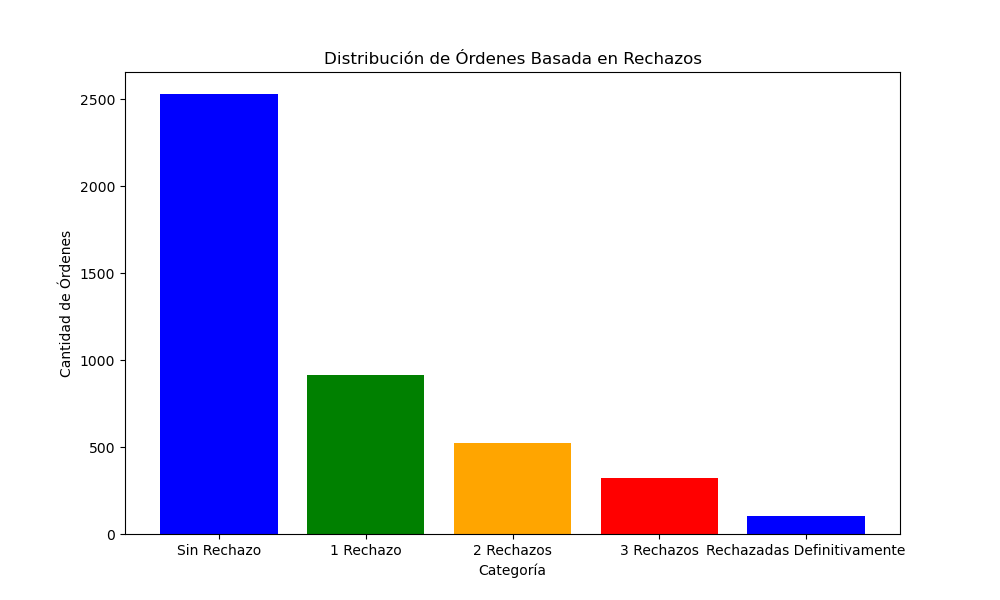 Distribución de Órdenes Basada en Rechazos
Cantidad de Órdenes
2500
2000
1500
1000
500
0
Sin Rechazo
1 Rechazo
2 Rechazos
3 Rechazos
Rechazadas Definitivamente
Categoría